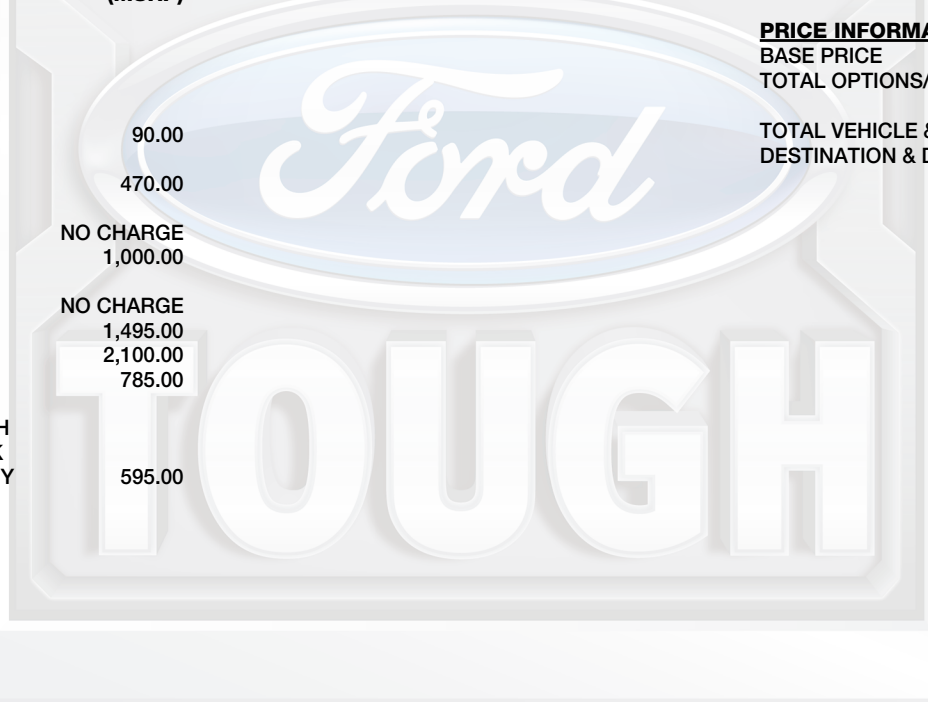 (MSRP)
90.00
470.00
NO CHARGE
1,000.00
NO CHARGE
1,495.00
2,100.00
785.00
H
K
Y 595.00
PRICE INFORMA
BASE PRICE
TOTAL OPTIONS/
TOTAL VEHICLE &
DESTINATION & D
Ford
TOUGH